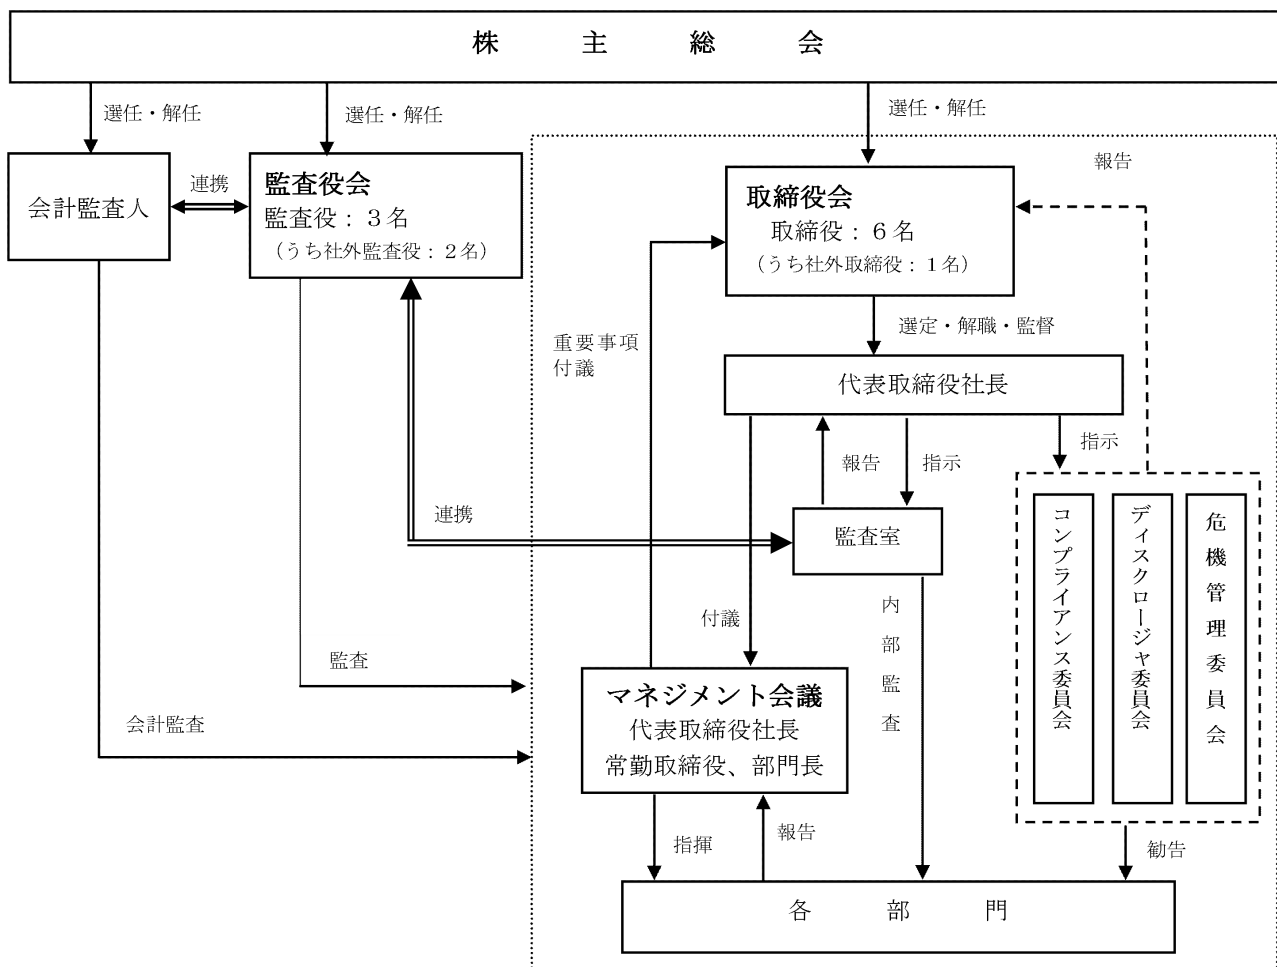 株主総会
選任・解任
選任・解任
選任・解任
会計監査人
連携
監査役会
監査役：３名
（うち社外監査役：２名）
報告
取締役会
取締役：６名
（うち社外取締役：１名）
重要事項
付議
選定・解職・監督
代表取締役社長
報告
指示
指示
連携
監査室
コンプライアンス委員会
ディスクロージャ委員会
危機管理委員会
付議
内部監査
監査
会計監査
マネジメント会議
代表取締役社長
常勤取締役、部門長
指揮
報告
勧告
各部門